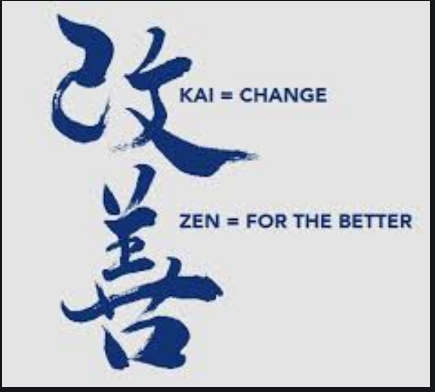 改
KAI = CHANGE
善
ZEN = FOR THE BETTER